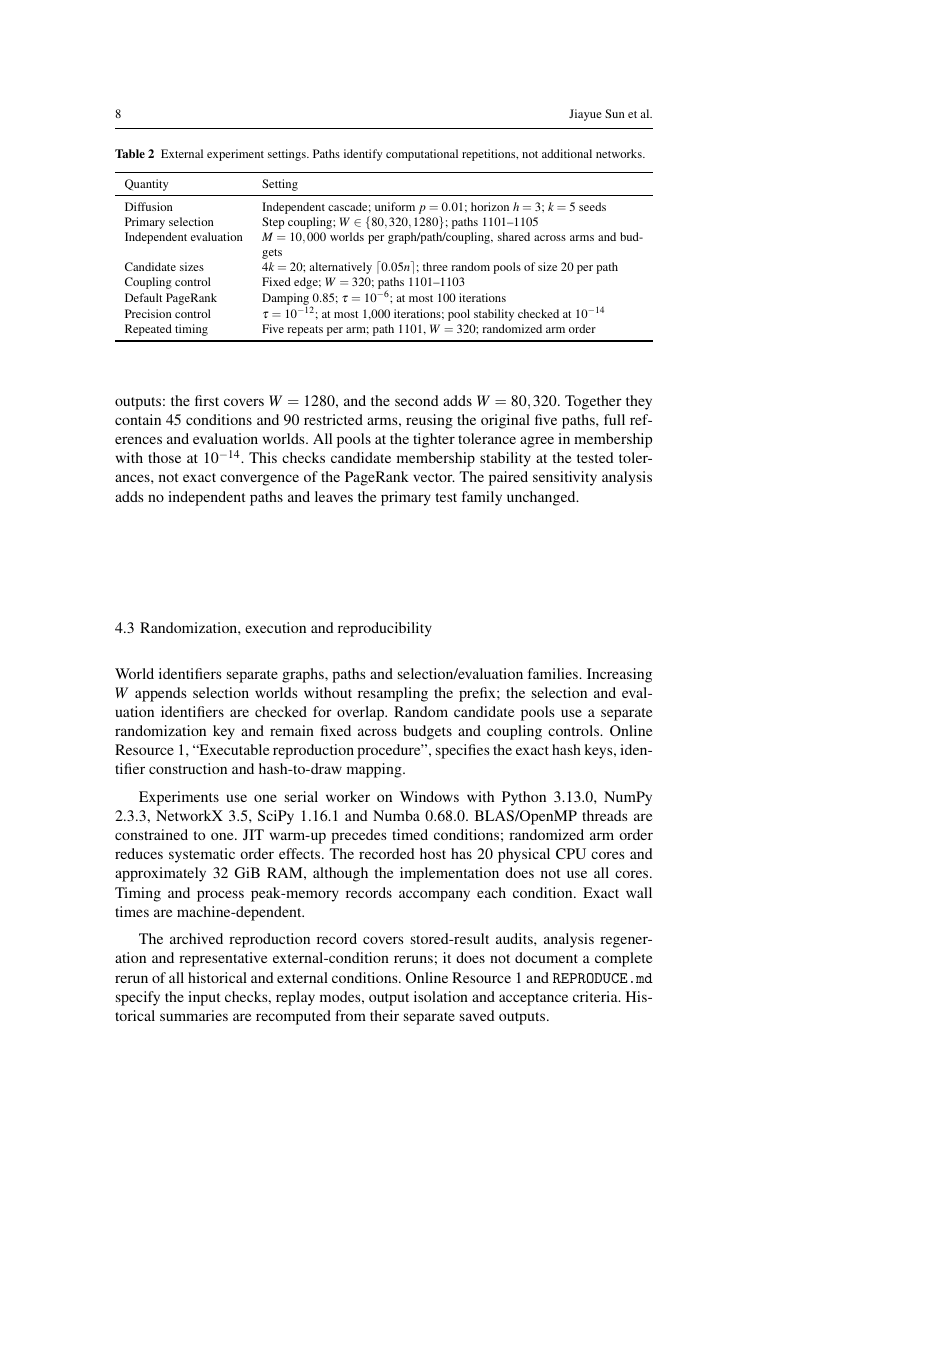 8
Jiayue Sun et al.
Table 2 External experiment settings. Paths identify computational repetitions, not additional networks.
Quantity Setting
Diffusion Independent cascade; uniform p = 0.01; horizon h = 3; k = 5 seeds
Primary selection Step coupling; W ∈ {80,320,1280}; paths 1101–1105
Independent evaluation M = 10,000 worlds per graph/path/coupling, shared across arms and bud-
gets
Candidate sizes 4k = 20; alternatively ⌈0.05n⌉; three random pools of size 20 per path
Coupling control Fixed edge; W = 320; paths 1101–1103
Default PageRank Damping 0.85; τ = 10⁻⁶; at most 100 iterations
Precision control τ = 10⁻¹²; at most 1,000 iterations; pool stability checked at 10⁻¹⁴
Repeated timing Five repeats per arm; path 1101, W = 320; randomized arm order
outputs: the first covers W = 1280, and the second adds W = 80,320. Together they
contain 45 conditions and 90 restricted arms, reusing the original five paths, full ref-
erences and evaluation worlds. All pools at the tighter tolerance agree in membership
with those at 10⁻¹⁴. This checks candidate membership stability at the tested toler-
ances, not exact convergence of the PageRank vector. The paired sensitivity analysis
adds no independent paths and leaves the primary test family unchanged.
4.3 Randomization, execution and reproducibility
World identifiers separate graphs, paths and selection/evaluation families. Increasing
W appends selection worlds without resampling the prefix; the selection and eval-
uation identifiers are checked for overlap. Random candidate pools use a separate
randomization key and remain fixed across budgets and coupling controls. Online
Resource 1, “Executable reproduction procedure”, specifies the exact hash keys, iden-
tifier construction and hash-to-draw mapping.
Experiments use one serial worker on Windows with Python 3.13.0, NumPy
2.3.3, NetworkX 3.5, SciPy 1.16.1 and Numba 0.68.0. BLAS/OpenMP threads are
constrained to one. JIT warm-up precedes timed conditions; randomized arm order
reduces systematic order effects. The recorded host has 20 physical CPU cores and
approximately 32 GiB RAM, although the implementation does not use all cores.
Timing and process peak-memory records accompany each condition. Exact wall
times are machine-dependent.
The archived reproduction record covers stored-result audits, analysis regener-
ation and representative external-condition reruns; it does not document a complete
rerun of all historical and external conditions. Online Resource 1 and REPRODUCE.md
specify the input checks, replay modes, output isolation and acceptance criteria. His-
torical summaries are recomputed from their separate saved outputs.